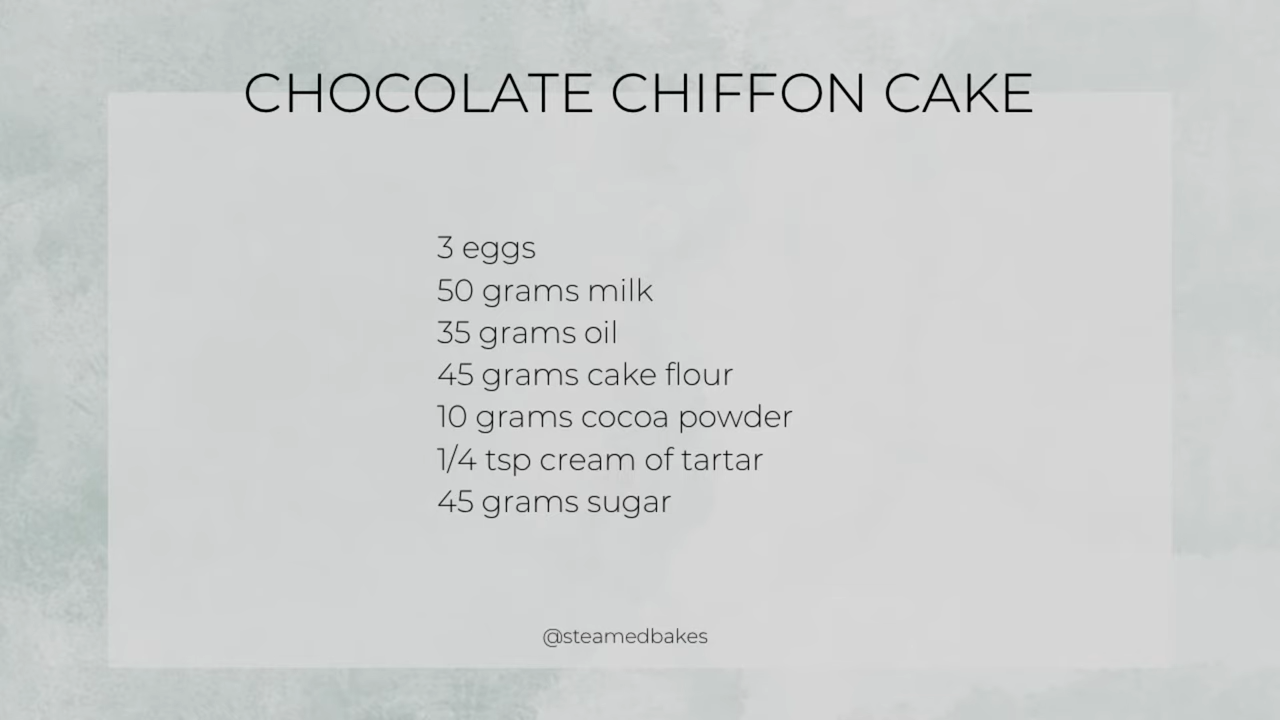 CHOCOLATE CHIFFON CAKE
3 eggs
50 grams milk
35 grams oil
45 grams cake flour
10 grams cocoa powder
1/4 tsp cream of tartar
45 grams sugar
@steamedbakes